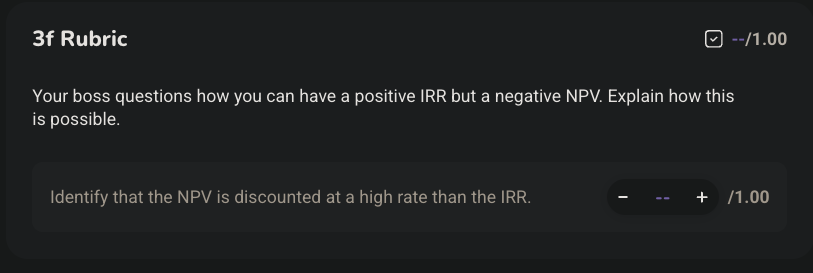 3f Rubric
--/1.00
Your boss questions how you can have a positive IRR but a negative NPV. Explain how this
is possible.
Identify that the NPV is discounted at a high rate than the IRR.
− -- + /1.00